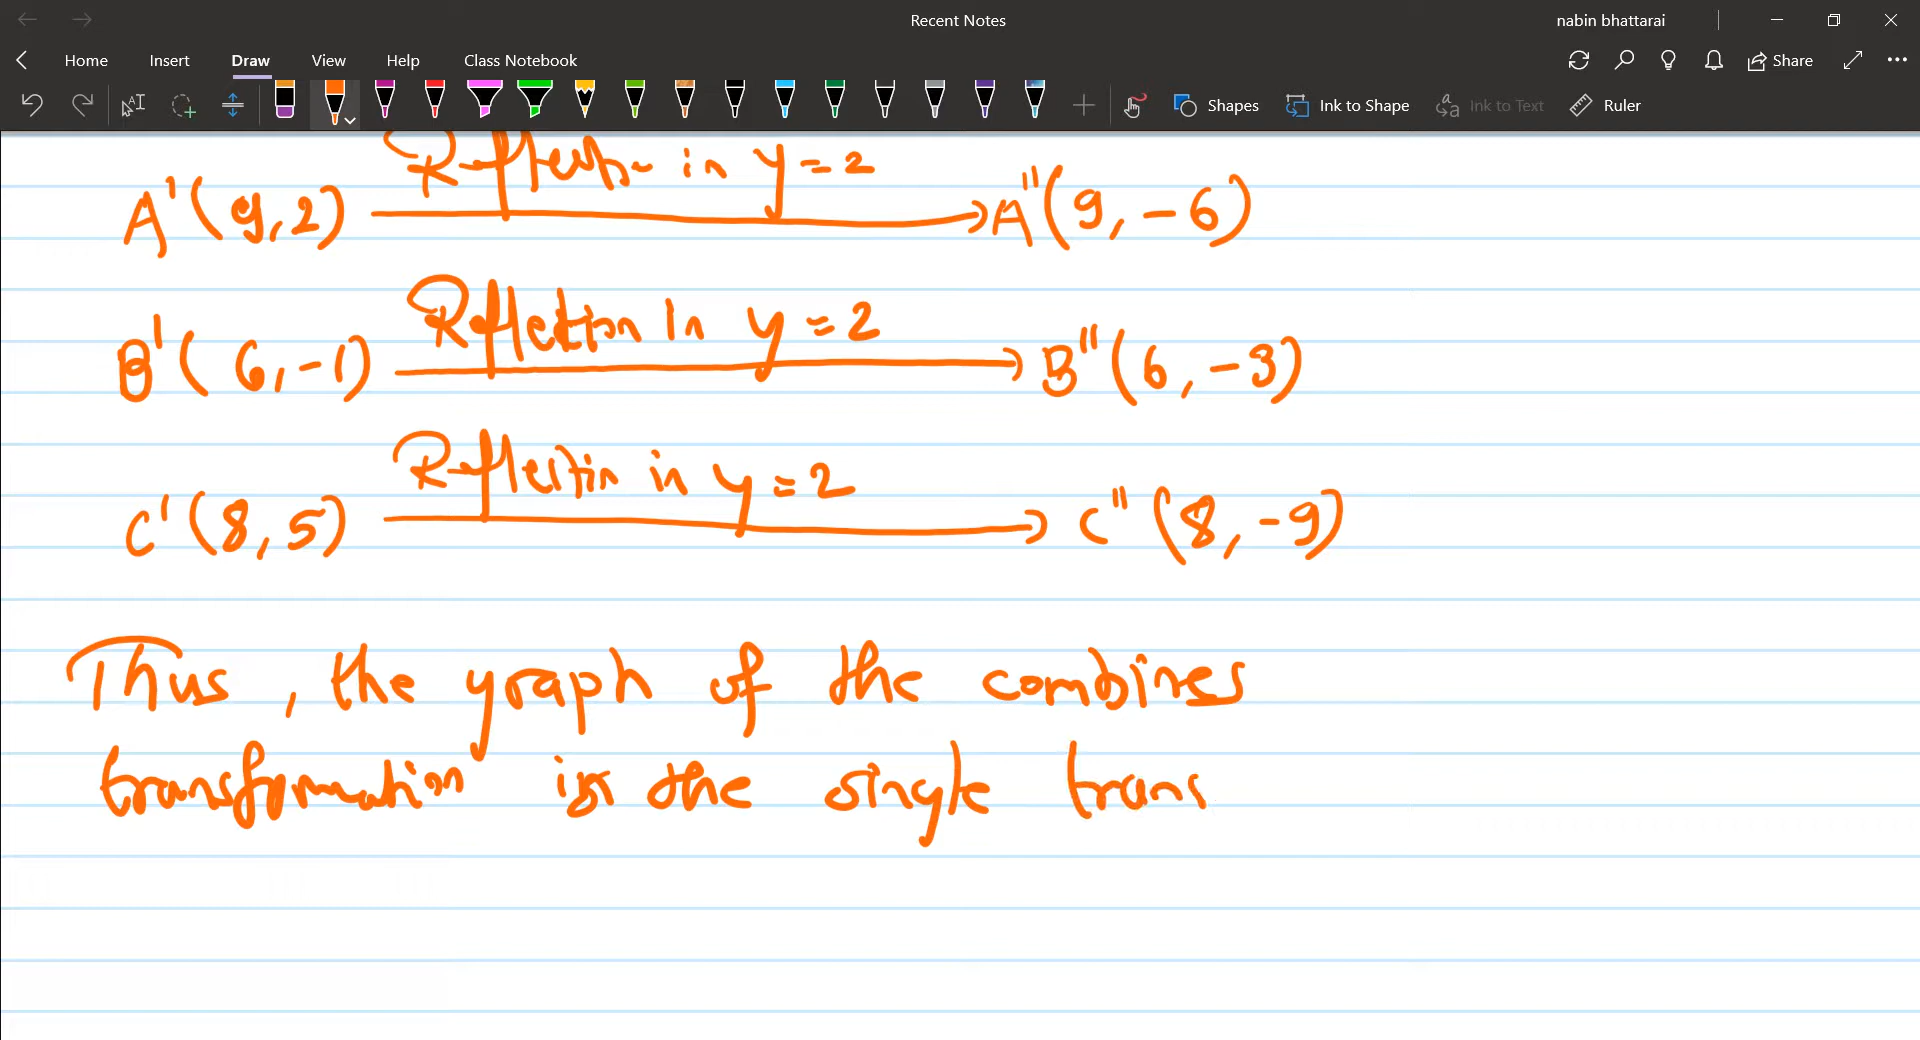 Recent Notes
nabin bhattarai
Home Insert Draw View Help Class Notebook
Share
Shapes Ink to Shape Ink to Text Ruler
Reflection in y = 2
A'(9,2) A"(9,-6)
Reflection in y = 2
B'(6,-1) B"(6,-3)
Reflectin in y = 2
C'(8,5) C"(8,-9)
Thus, the graph of the combines
transformation is the single trans